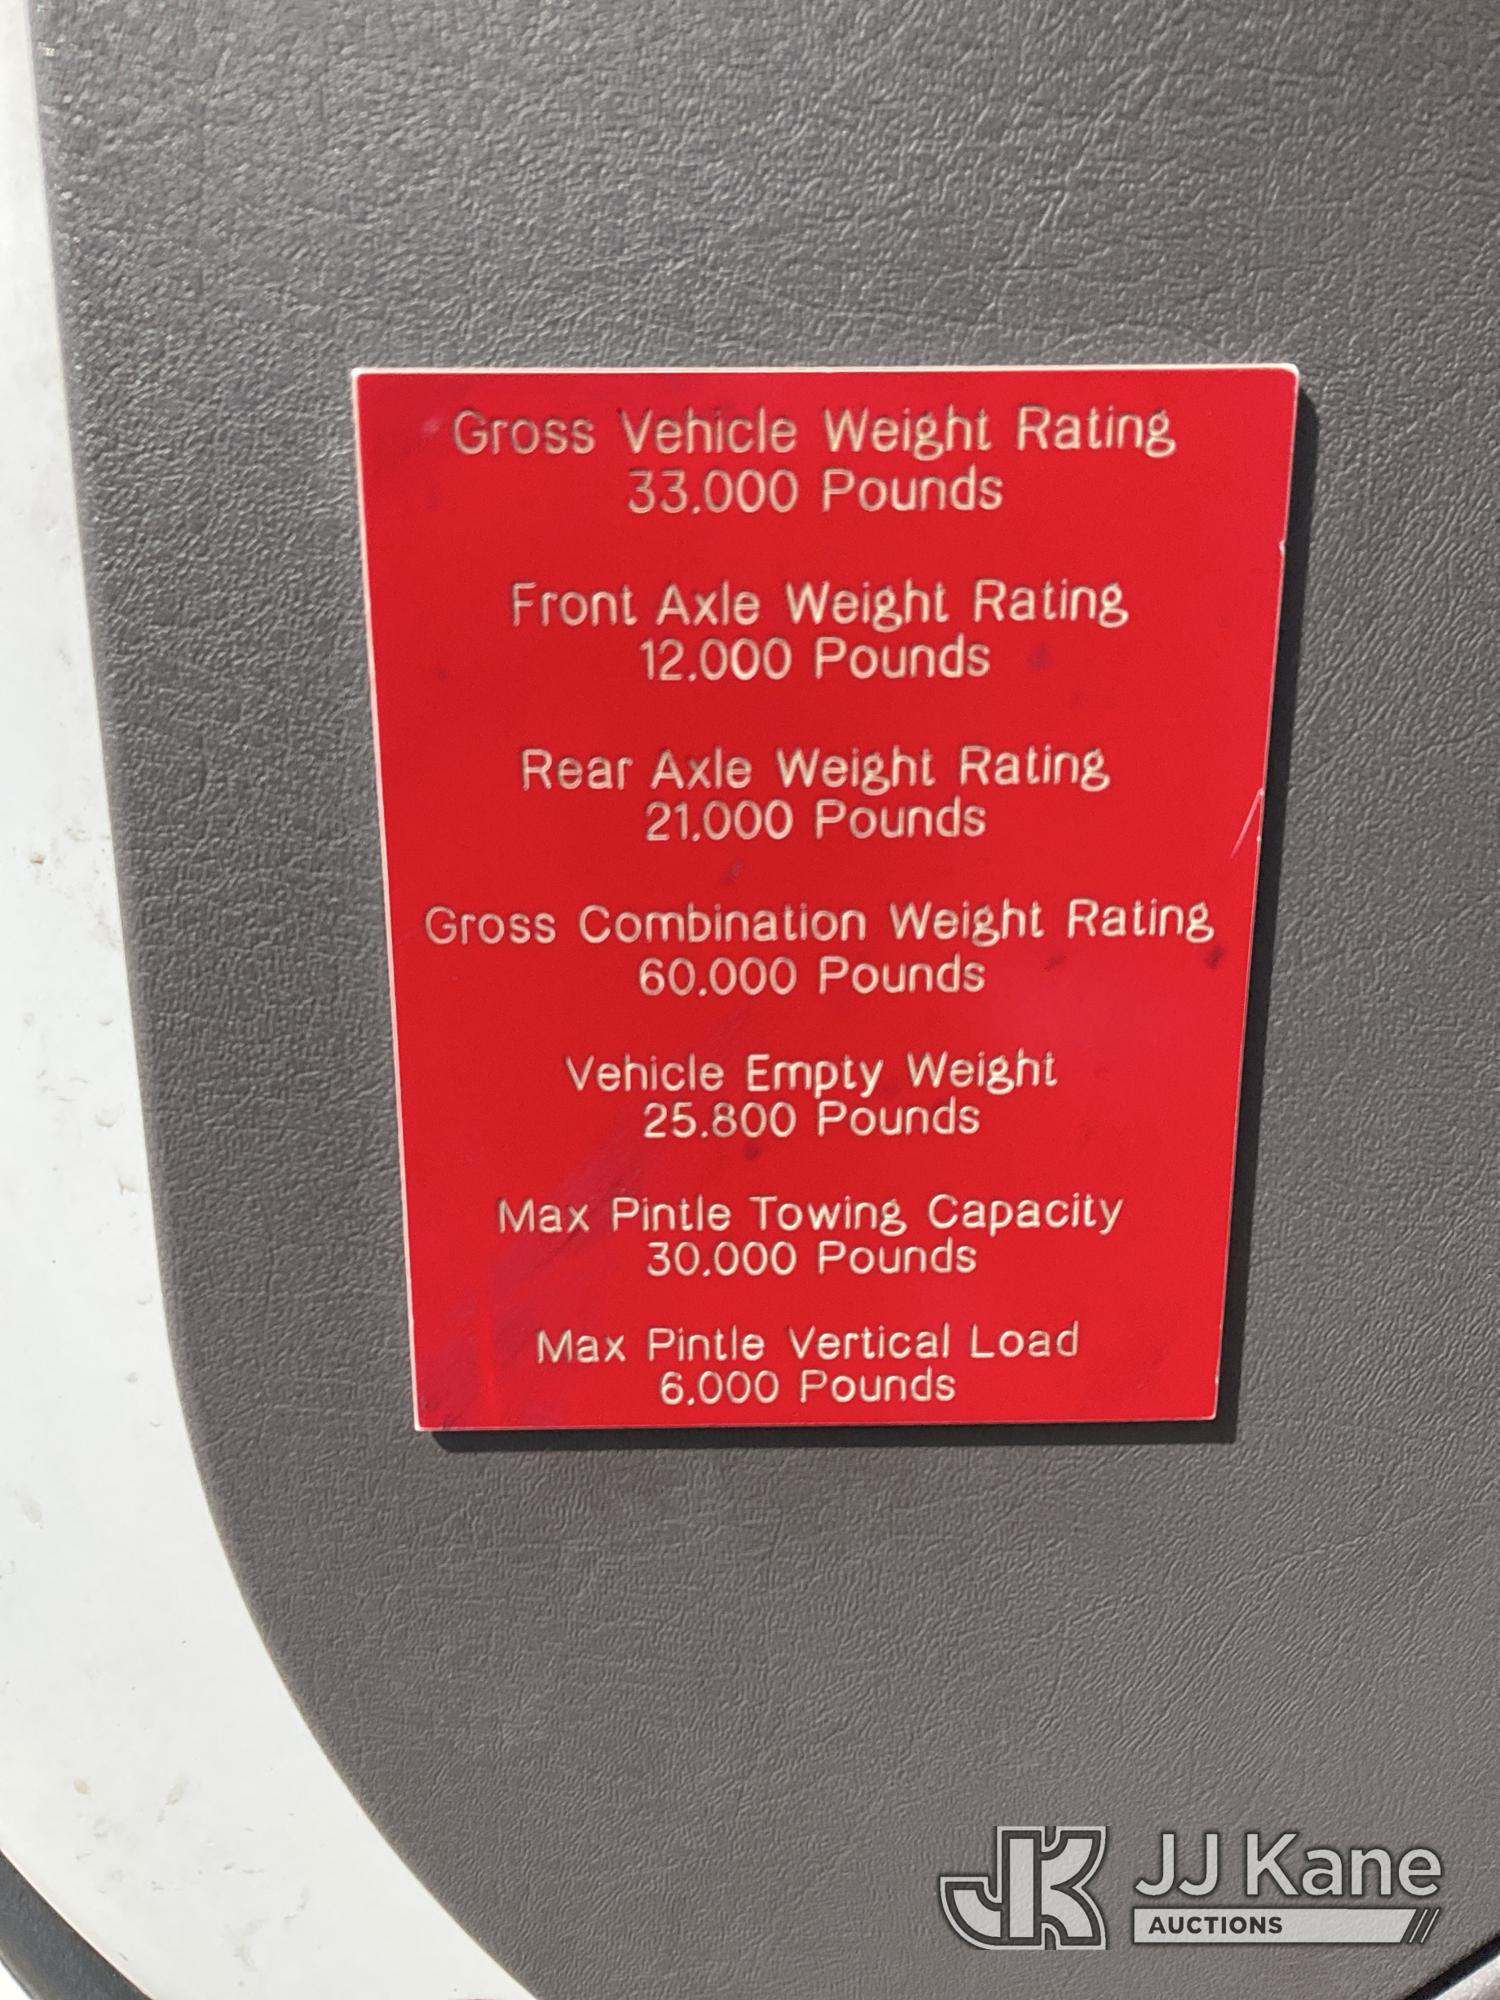 Gross Vehicle Weight Rating
33,000 Pounds
Front Axle Weight Rating
12,000 Pounds
Rear Axle Weight Rating
21,000 Pounds
Gross Combination Weight Rating
60,000 Pounds
Vehicle Empty Weight
25,800 Pounds
Max Pintle Towing Capacity
30,000 Pounds
Max Pintle Vertical Load
6,000 Pounds
JK JJ Kane
AUCTIONS